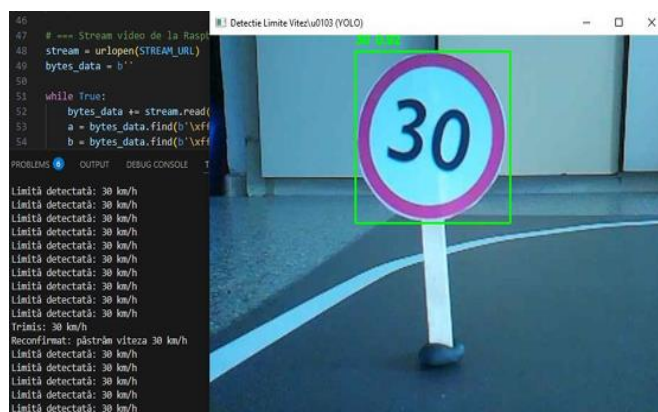 46
47 # === Stream video de la Raspb
48 stream = urlopen(STREAM_URL)
49 bytes_data = b''
50
51 while True:
52 bytes_data += stream.read(
53 a = bytes_data.find(b'\xff
54 b = bytes_data.find(b'\xff
PROBLEMS 6 OUTPUT DEBUG CONSOLE T
Limită detectată: 30 km/h
Limită detectată: 30 km/h
Limită detectată: 30 km/h
Limită detectată: 30 km/h
Limită detectată: 30 km/h
Limită detectată: 30 km/h
Limită detectată: 30 km/h
Limită detectată: 30 km/h
Limită detectată: 30 km/h
Limită detectată: 30 km/h
Trimis: 30 km/h
Reconfirmat: păstrăm viteza 30 km/h
Limită detectată: 30 km/h
Limită detectată: 30 km/h
Limită detectată: 30 km/h
Limită detectată: 30 km/h
Limită detectată: 30 km/h
Detectie Limite Vitez\u0103 (YOLO)
30